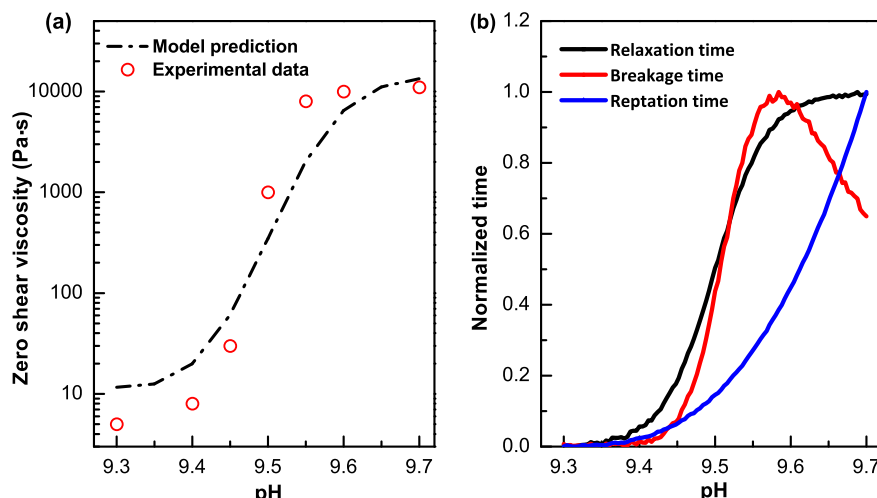 (a)
Model prediction
Experimental data
10000
1000
100
10
Zero shear viscosity (Pa·s)
9.3 9.4 9.5 9.6 9.7
pH
(b)
Relaxation time
Breakage time
Reptation time
1.2
1.0
0.8
0.6
0.4
0.2
0.0
Normalized time
9.3 9.4 9.5 9.6 9.7
pH